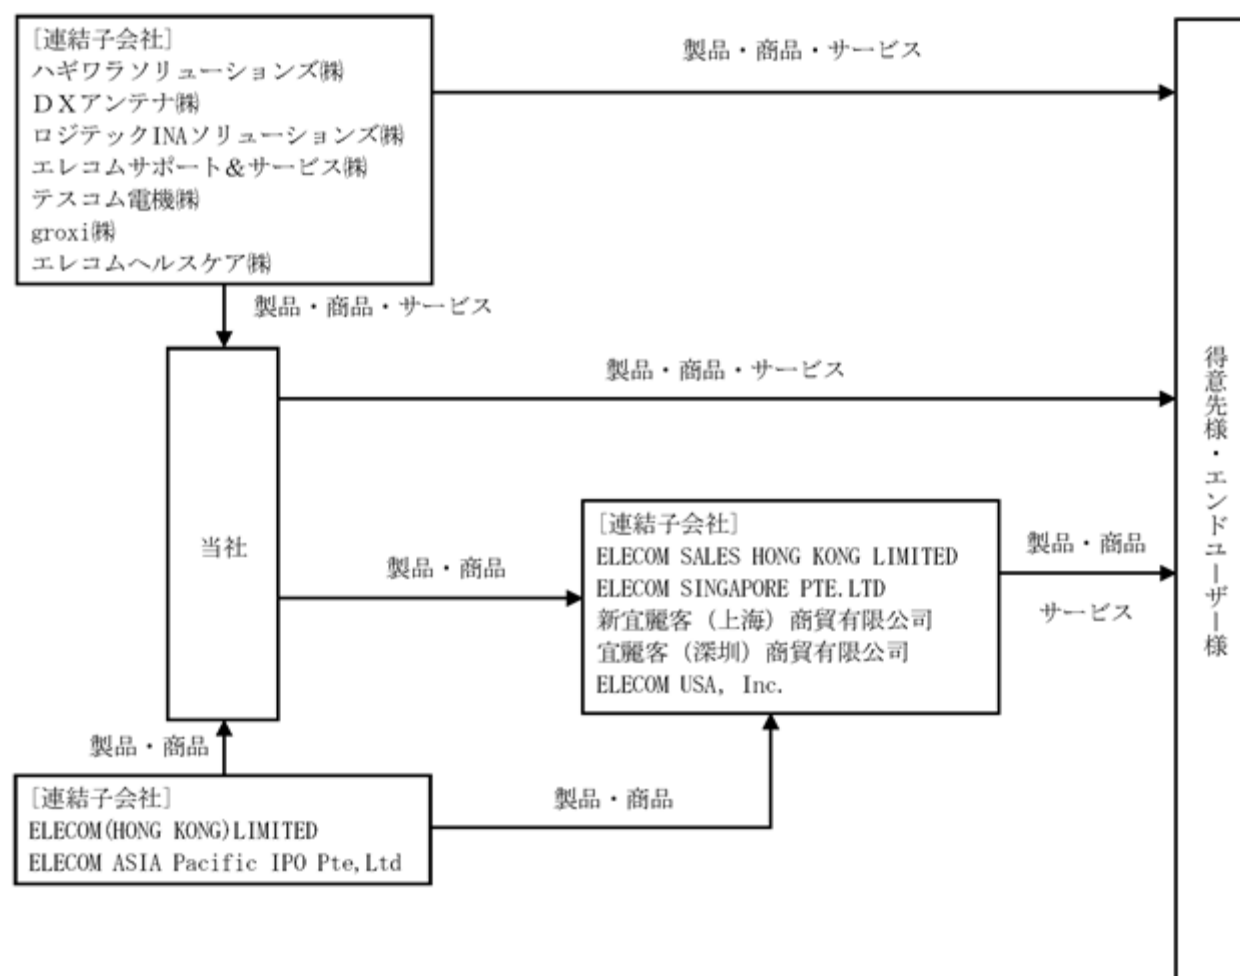 [連結子会社]
ハギワラソリューションズ㈱
DXアンテナ㈱
ロジテックINAソリューションズ㈱
エレコムサポート&サービス㈱
テスコム電機㈱
groxi㈱
エレコムヘルスケア㈱
製品・商品・サービス
製品・商品・サービス
当社
製品・商品・サービス
製品・商品
[連結子会社]
ELECOM SALES HONG KONG LIMITED
ELECOM SINGAPORE PTE.LTD
新宜麗客（上海）商貿有限公司
宜麗客（深圳）商貿有限公司
ELECOM USA, Inc.
製品・商品
サービス
得意先様・エンドユーザー様
製品・商品
[連結子会社]
ELECOM(HONG KONG)LIMITED
ELECOM ASIA Pacific IPO Pte,Ltd
製品・商品